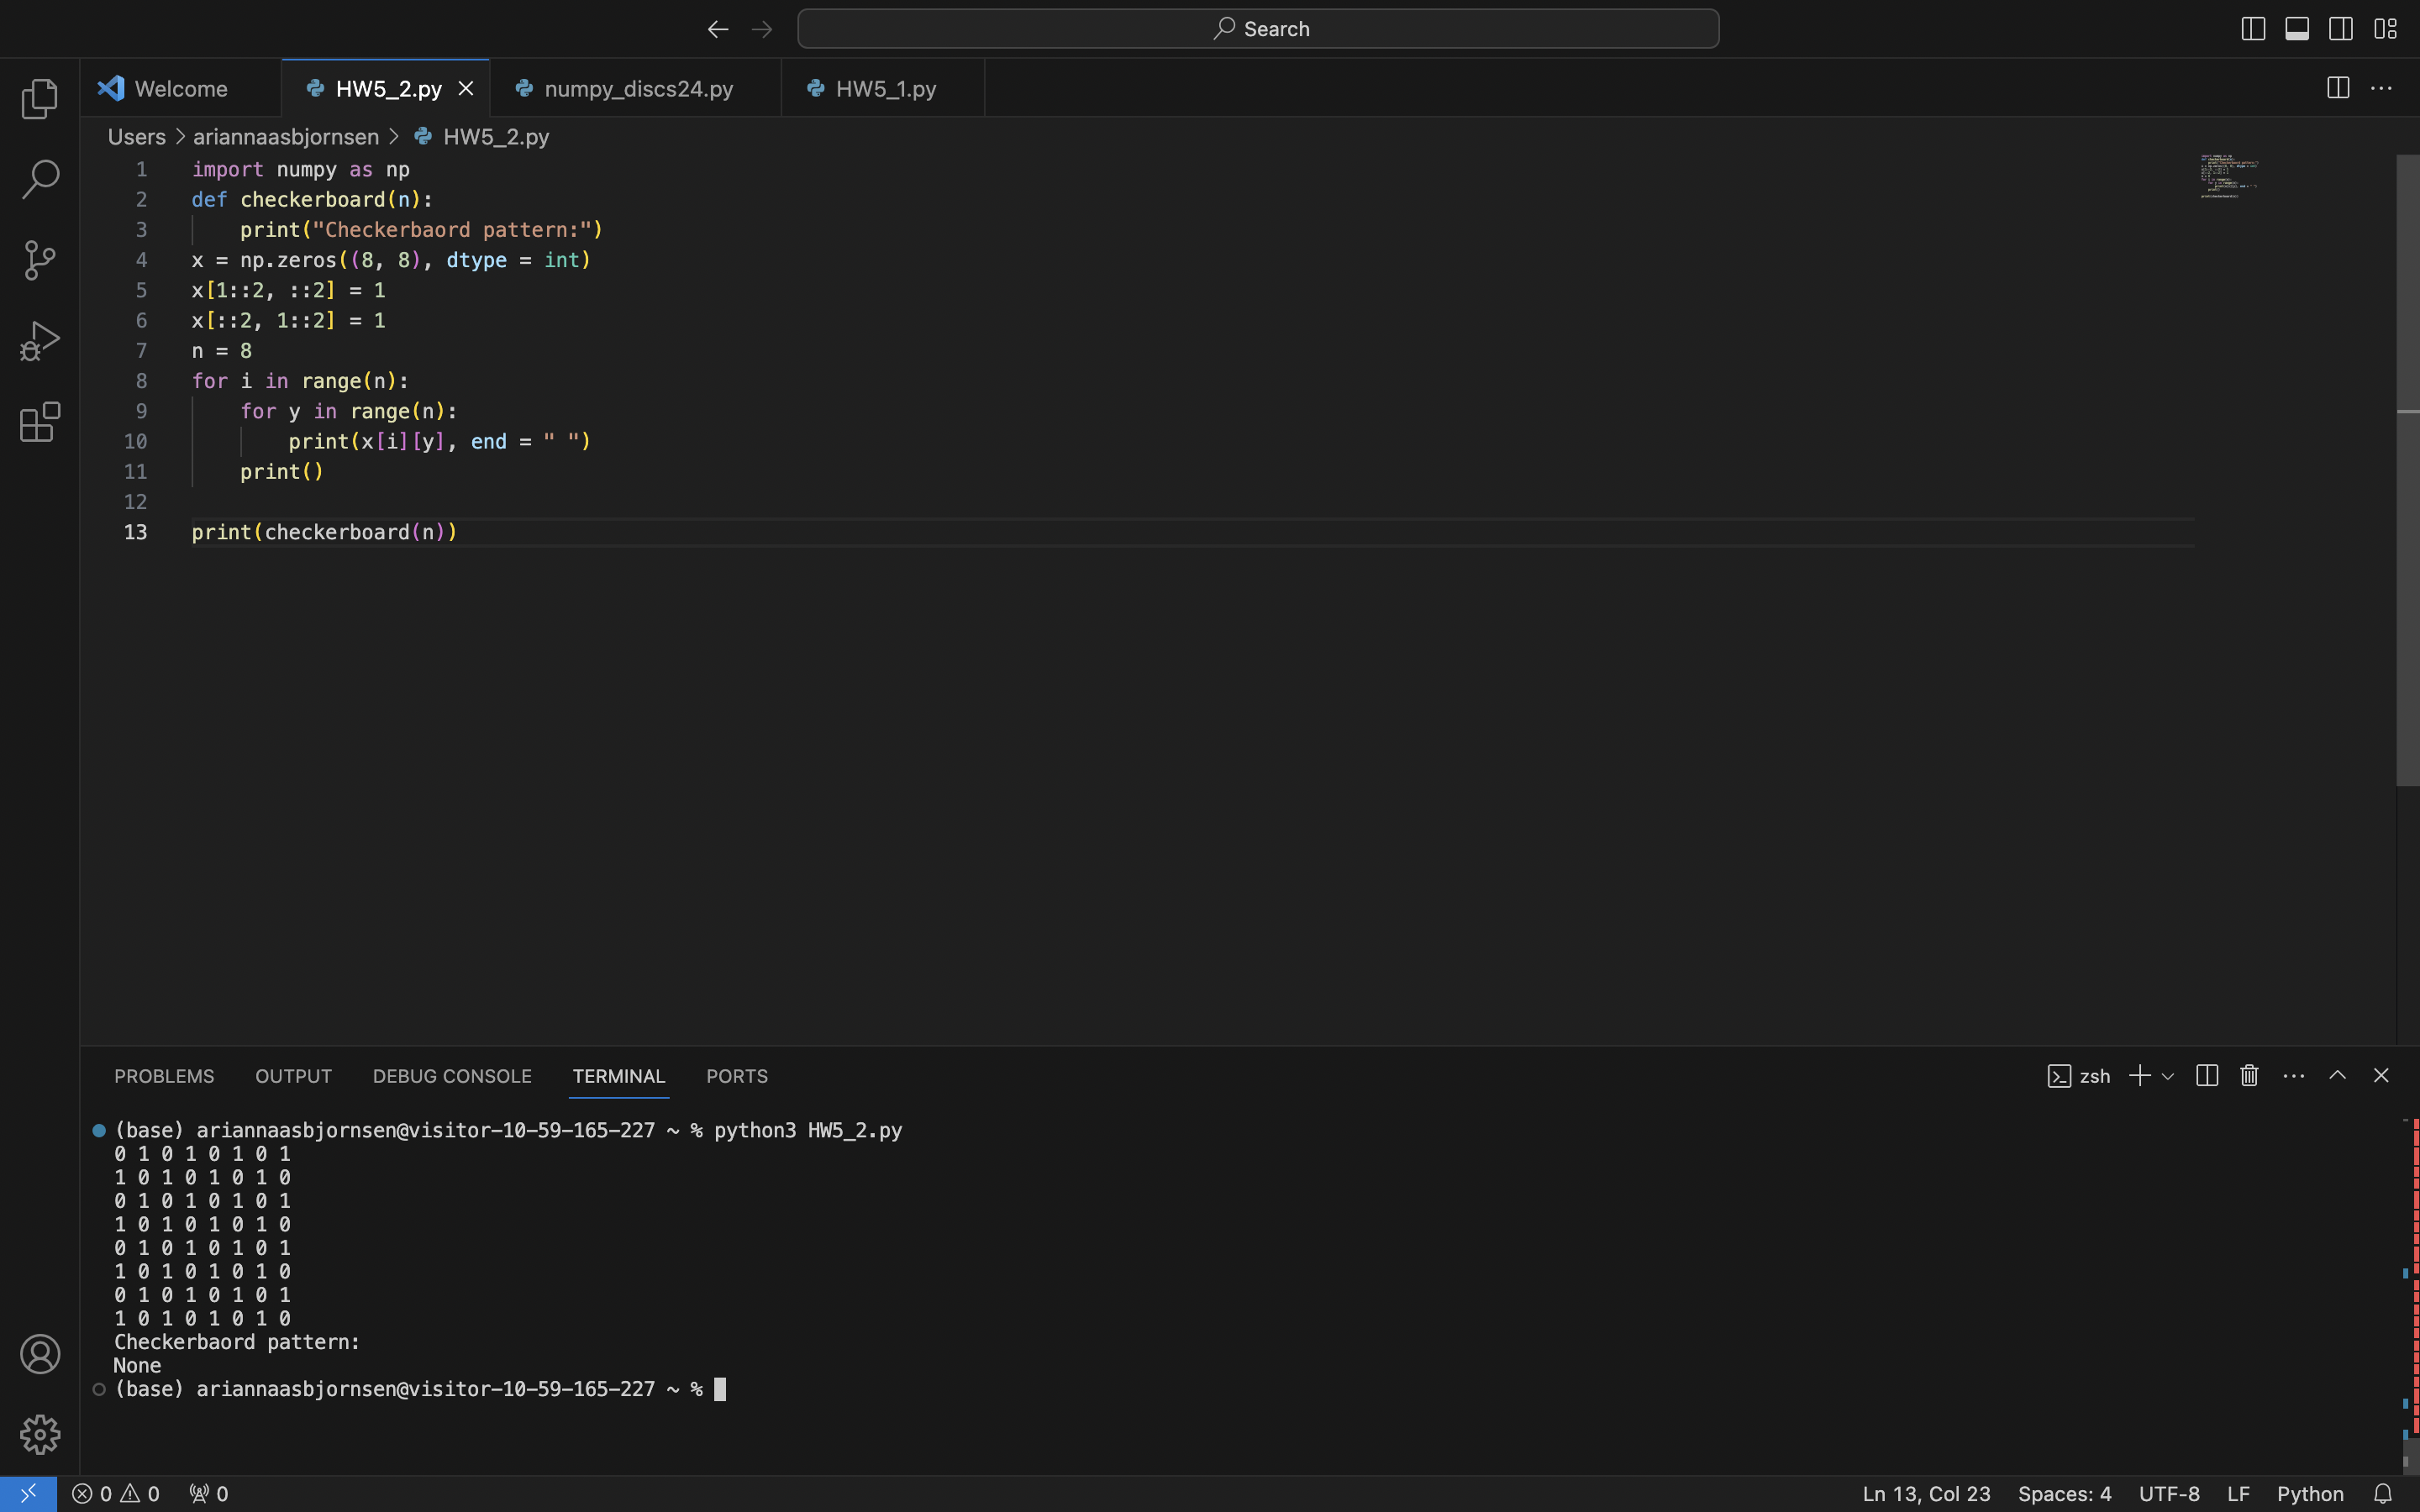 Search
Welcome
HW5_2.py
numpy_discs24.py
HW5_1.py
Users > ariannaasbjornsen > HW5_2.py
1 import numpy as np
2 def checkerboard(n):
3     print("Checkerbaord pattern:")
4 x = np.zeros((8, 8), dtype = int)
5 x[1::2, ::2] = 1
6 x[::2, 1::2] = 1
7 n = 8
8 for i in range(n):
9     for y in range(n):
10         print(x[i][y], end = " ")
11     print()
12
13 print(checkerboard(n))
PROBLEMS OUTPUT DEBUG CONSOLE TERMINAL PORTS
zsh
(base) ariannaasbjornsen@visitor-10-59-165-227 ~ % python3 HW5_2.py
0 1 0 1 0 1 0 1
1 0 1 0 1 0 1 0
0 1 0 1 0 1 0 1
1 0 1 0 1 0 1 0
0 1 0 1 0 1 0 1
1 0 1 0 1 0 1 0
0 1 0 1 0 1 0 1
1 0 1 0 1 0 1 0
Checkerbaord pattern:
None
(base) ariannaasbjornsen@visitor-10-59-165-227 ~ %
0 0 0
Ln 13, Col 23 Spaces: 4 UTF-8 LF Python